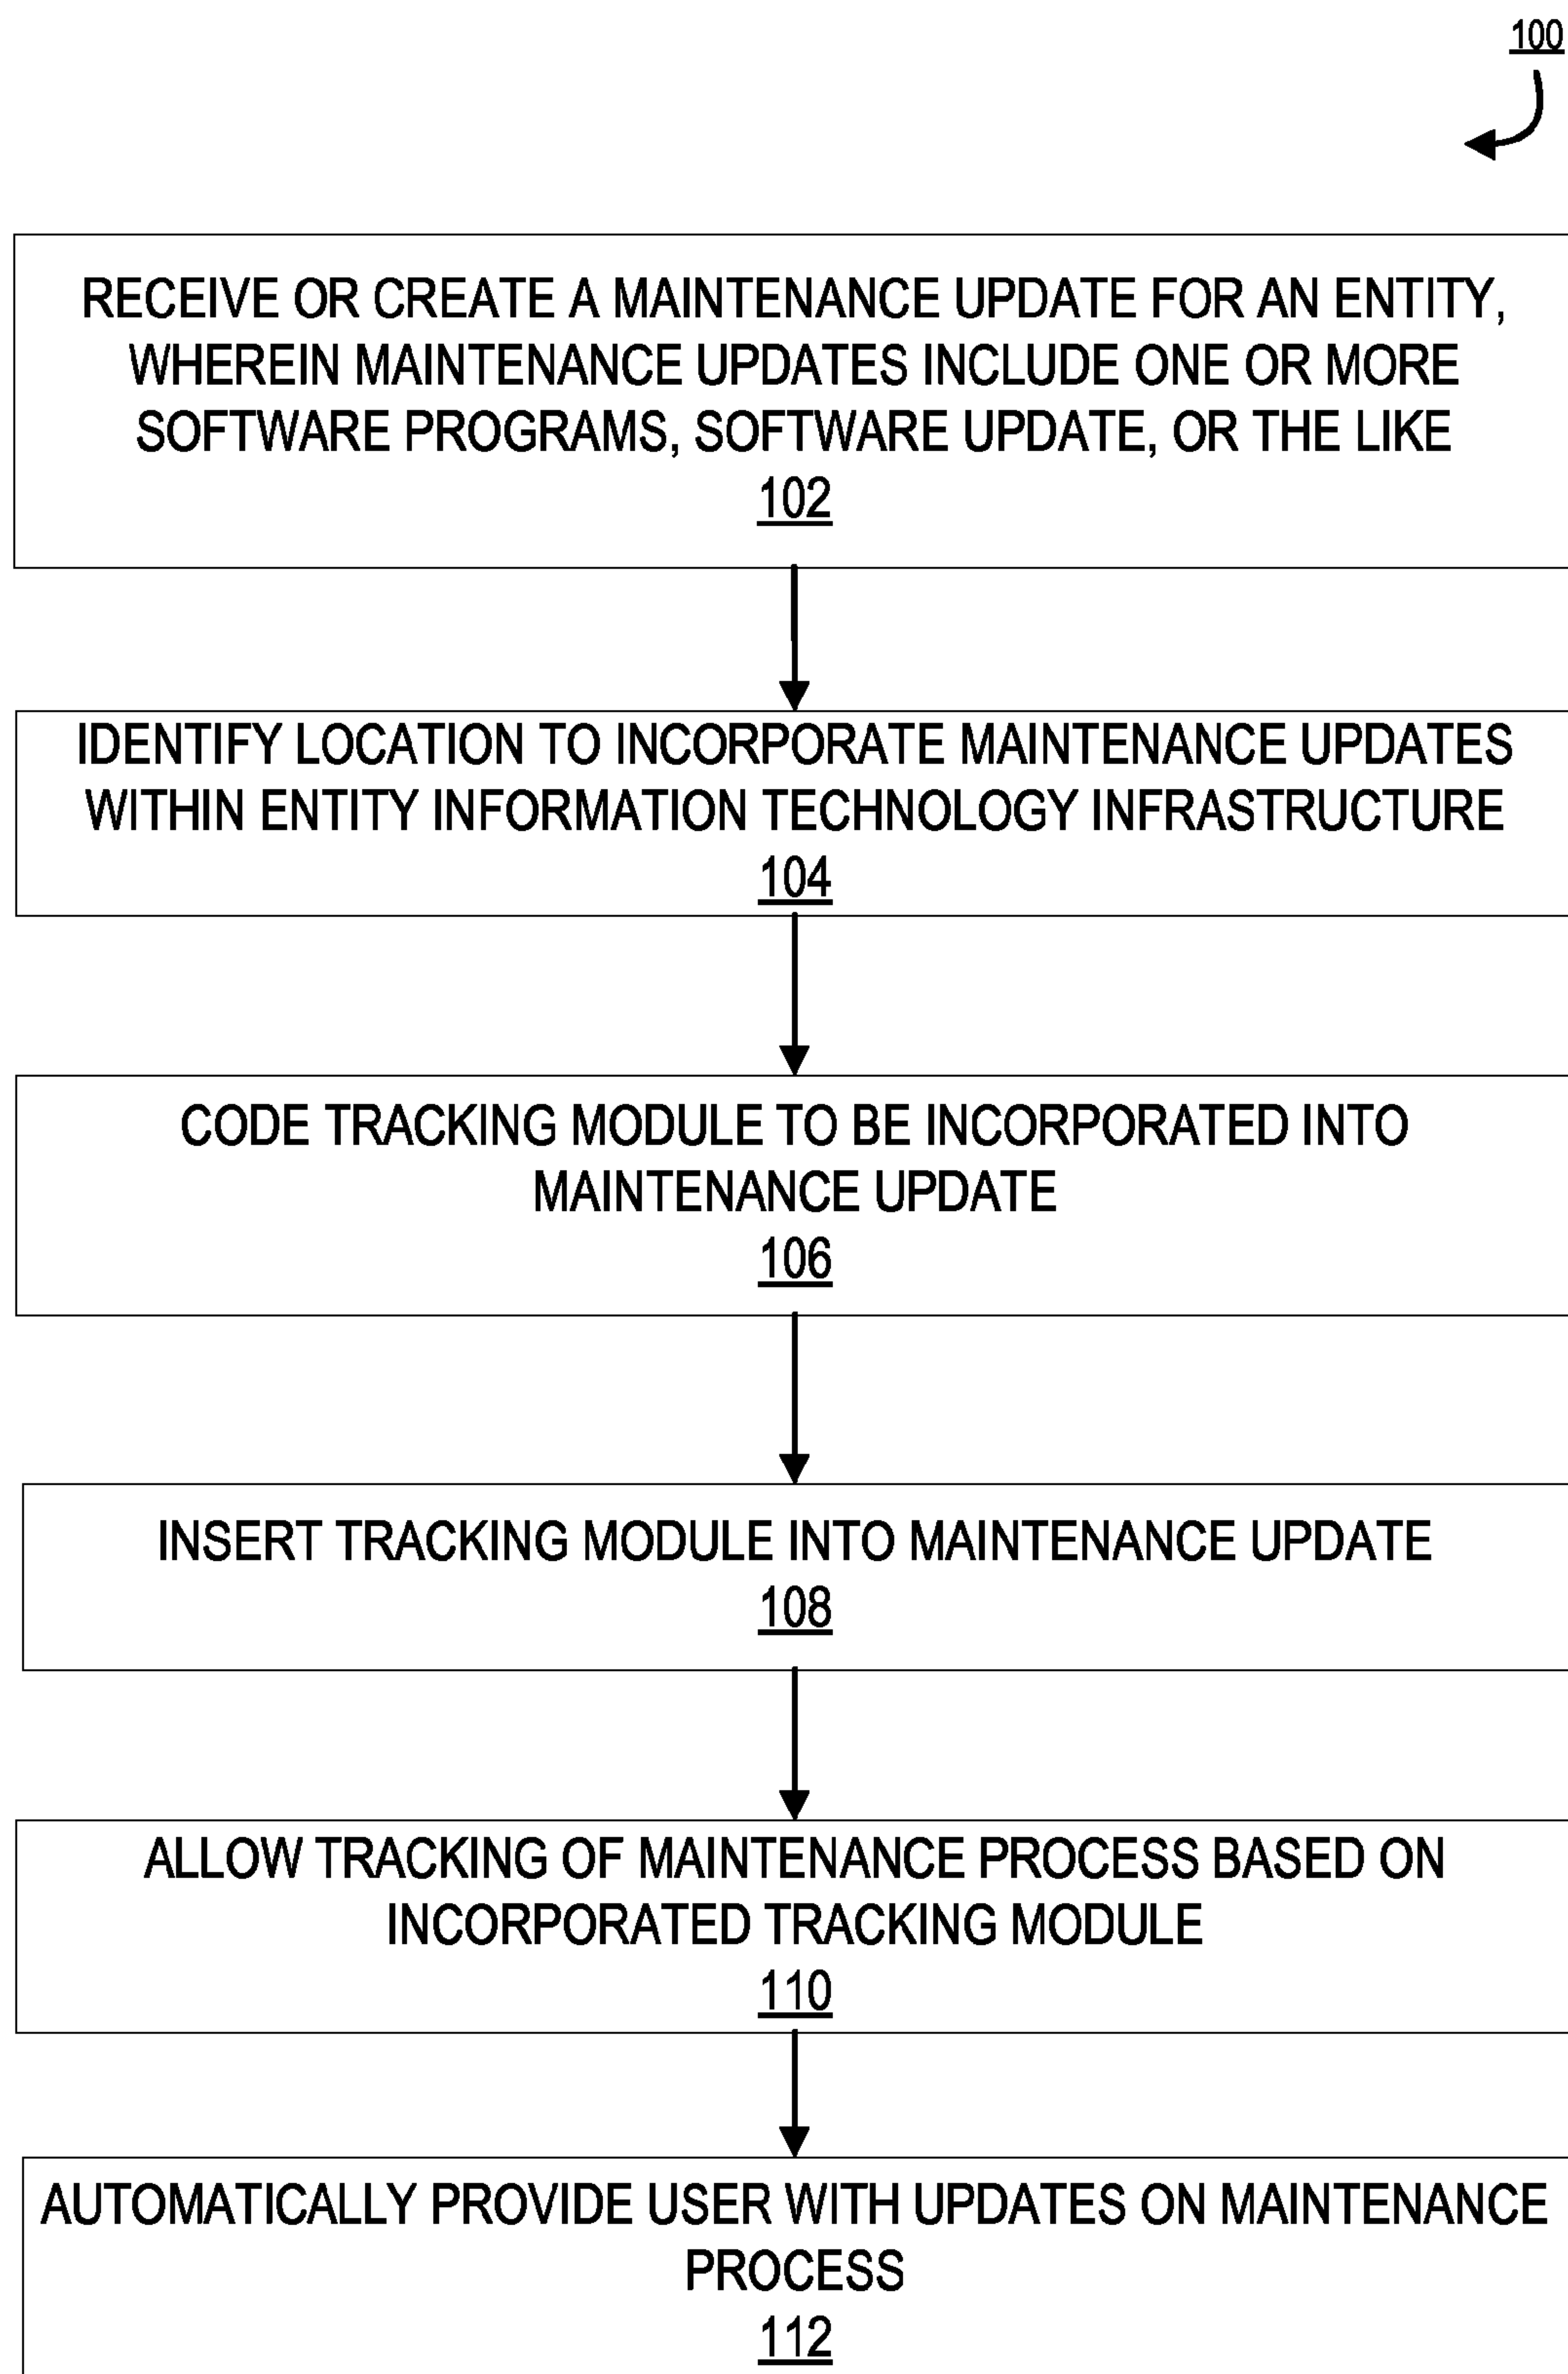 100
RECEIVE OR CREATE A MAINTENANCE UPDATE FOR AN ENTITY,
WHEREIN MAINTENANCE UPDATES INCLUDE ONE OR MORE
SOFTWARE PROGRAMS, SOFTWARE UPDATE, OR THE LIKE
102
IDENTIFY LOCATION TO INCORPORATE MAINTENANCE UPDATES
WITHIN ENTITY INFORMATION TECHNOLOGY INFRASTRUCTURE
104
CODE TRACKING MODULE TO BE INCORPORATED INTO
MAINTENANCE UPDATE
106
INSERT TRACKING MODULE INTO MAINTENANCE UPDATE
108
ALLOW TRACKING OF MAINTENANCE PROCESS BASED ON
INCORPORATED TRACKING MODULE
110
AUTOMATICALLY PROVIDE USER WITH UPDATES ON MAINTENANCE
PROCESS
112